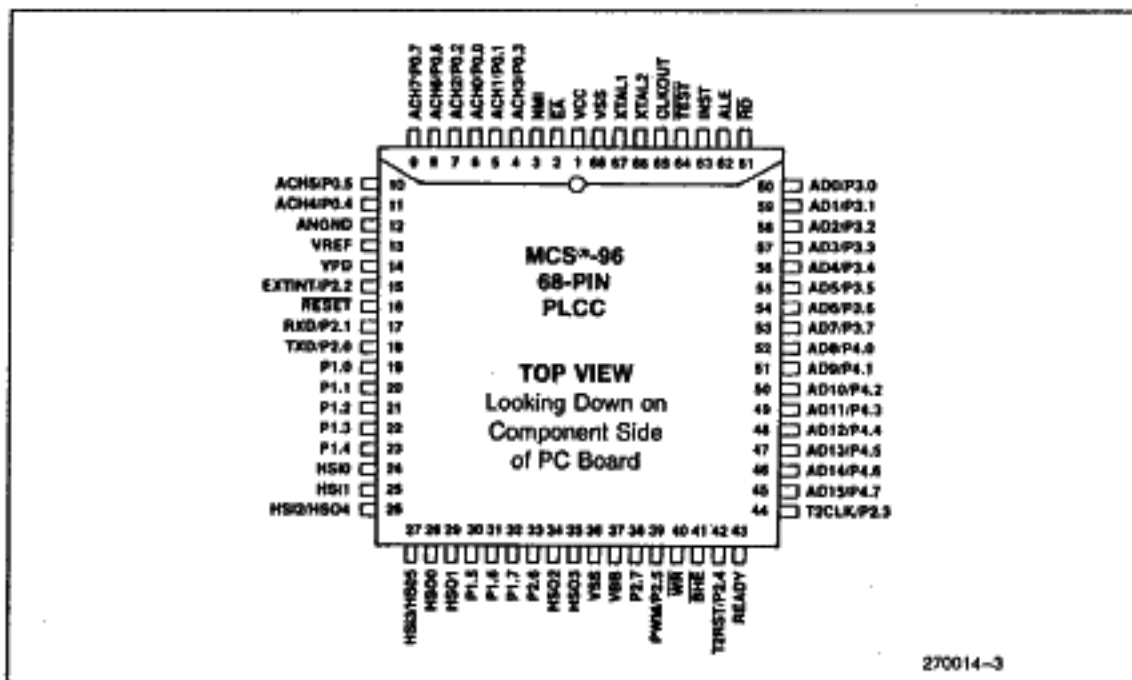 ACH7/P0.7
ACH6/P0.6
ACH2/P0.2
ACH0/P0.0
ACH1/P0.1
ACH3/P0.3
NMI
EA
VCC
VSS
XTAL1
XTAL2
CLKOUT
TEST
INST
ALE
RD
9 8 7 6 5 4 3 2 1 68 67 66 65 64 63 62 61
ACH5/P0.5 10
ACH4/P0.4 11
ANGND 12
VREF 13
VPD 14
EXTINT/P2.2 15
RESET 16
RXD/P2.1 17
TXD/P2.0 18
P1.0 19
P1.1 20
P1.2 21
P1.3 22
P1.4 23
HSI0 24
HSI1 25
HSI2/HSO4 26
MCS®-96
68-PIN
PLCC
TOP VIEW
Looking Down on
Component Side
of PC Board
60 AD0/P3.0
59 AD1/P3.1
58 AD2/P3.2
57 AD3/P3.3
56 AD4/P3.4
55 AD5/P3.5
54 AD6/P3.6
53 AD7/P3.7
52 AD8/P4.0
51 AD9/P4.1
50 AD10/P4.2
49 AD11/P4.3
48 AD12/P4.4
47 AD13/P4.5
46 AD14/P4.6
45 AD15/P4.7
44 T2CLK/P2.3
27 28 29 30 31 32 33 34 35 36 37 38 39 40 41 42 43
HSI3/HSO5
HSO0
HSO1
P1.5
P1.6
P1.7
P2.6
HSO2
HSO3
VSS
VBB
P2.7
PWM/P2.5
WR
BHE
T2RST/P2.4
READY
270014-3